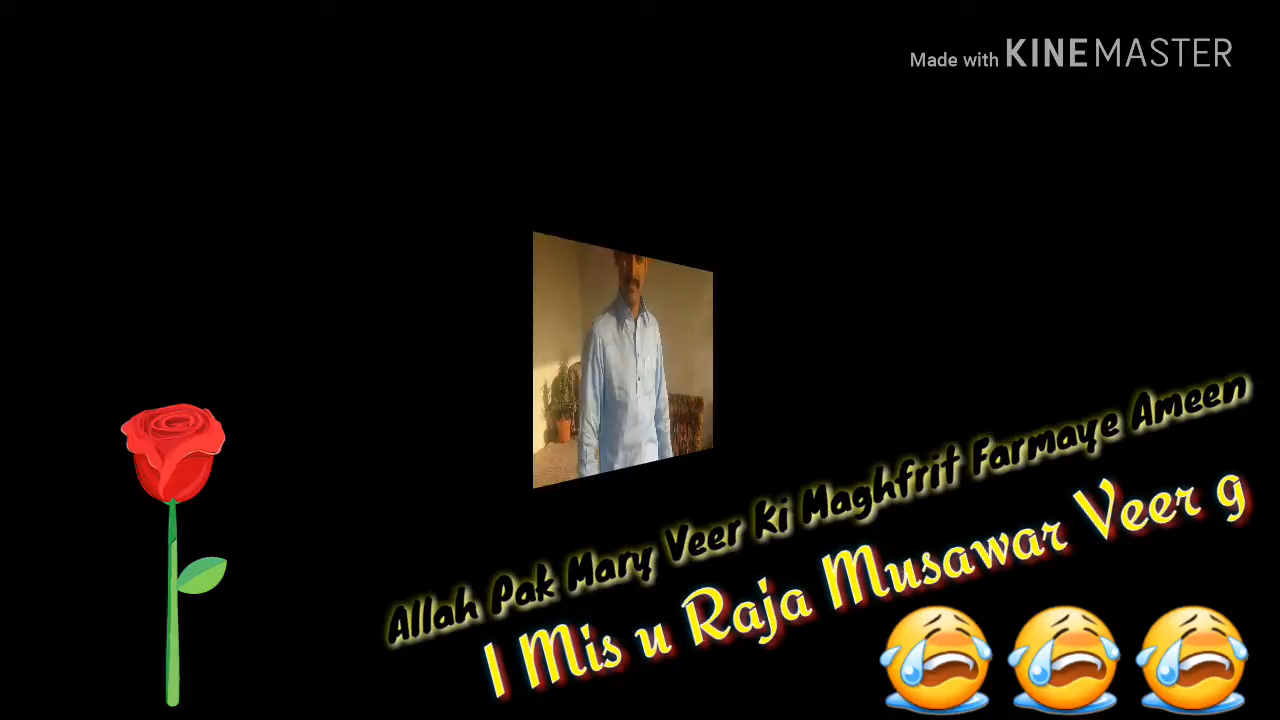 Made with KINEMASTER
Allah Pak Mary Veer Ki Maghfrit Farmaye Ameen
I Mis u Raja Musawar Veer g